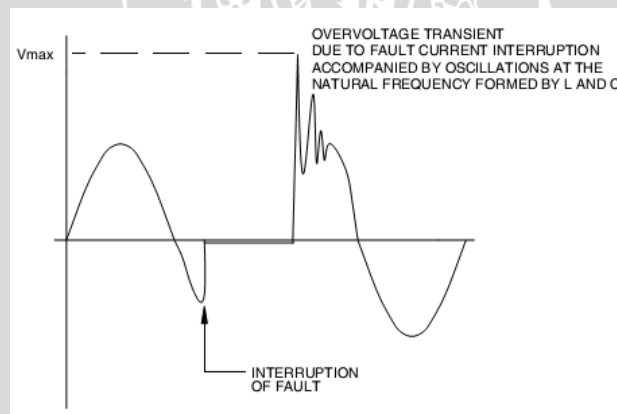 OVERVOLTAGE TRANSIENT
DUE TO FAULT CURRENT INTERRUPTION
ACCOMPANIED BY OSCILLATIONS AT THE
NATURAL FREQUENCY FORMED BY L AND C
Vmax
INTERRUPTION
OF FAULT